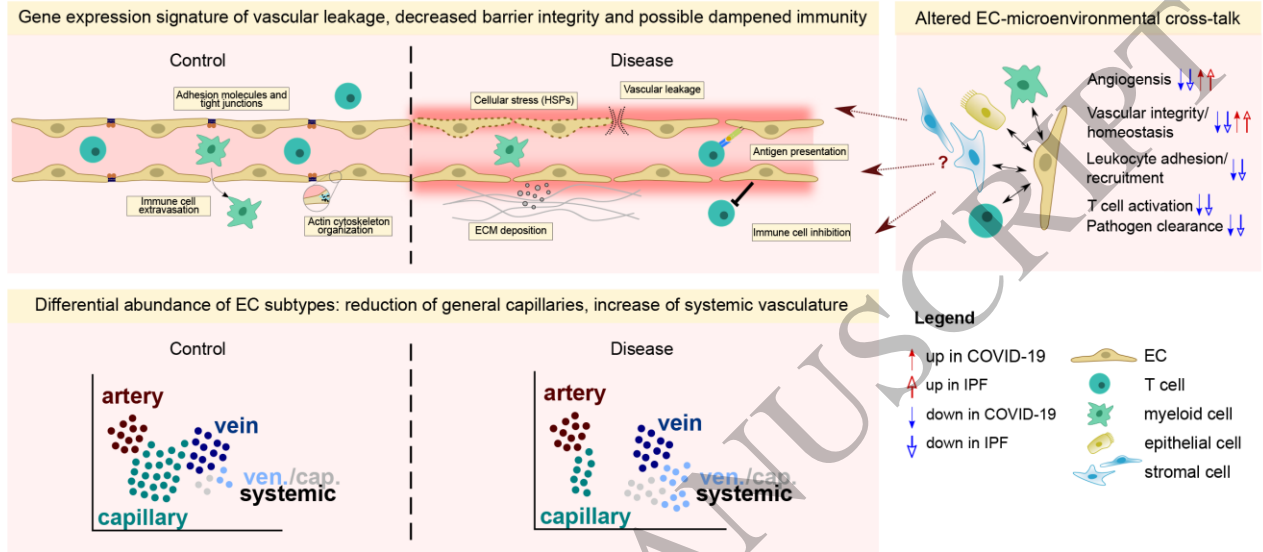 Gene expression signature of vascular leakage, decreased barrier integrity and possible dampened immunity
Control
Disease
Adhesion molecules and
tight junctions
Cellular stress (HSPs)
Vascular leakage
Antigen presentation
Immune cell
extravasation
Actin cytoskeleton
organization
ECM deposition
Immune cell inhibition
Altered EC-microenvironmental cross-talk
?
Angiogensis
Vascular integrity/
homeostasis
Leukocyte adhesion/
recruitment
T cell activation
Pathogen clearance
Differential abundance of EC subtypes: reduction of general capillaries, increase of systemic vasculature
Control
Disease
artery
vein
ven./cap.
systemic
capillary
artery
vein
ven./cap.
systemic
capillary
Legend
up in COVID-19
up in IPF
down in COVID-19
down in IPF
EC
T cell
myeloid cell
epithelial cell
stromal cell
ANUSCRIPT